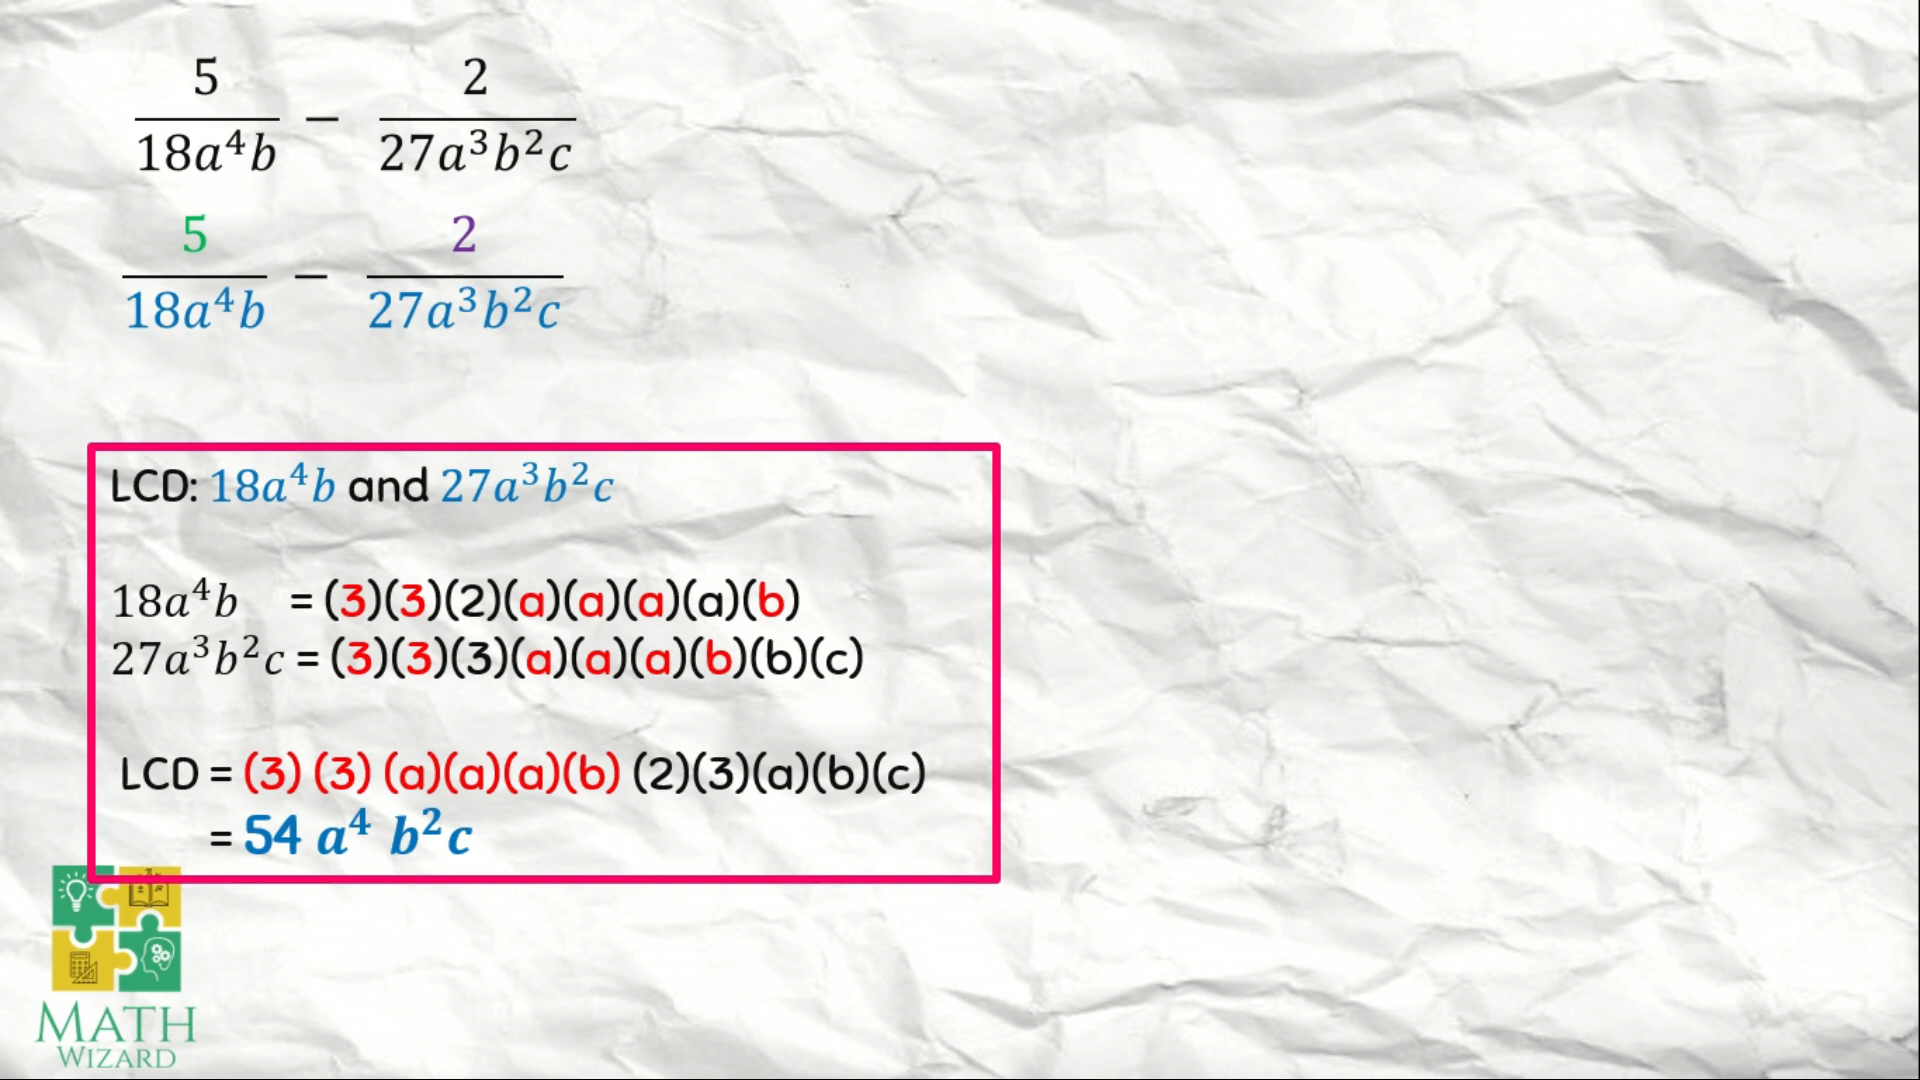 5/(18a⁴b) − 2/(27a³b²c)
5/(18a⁴b) − 2/(27a³b²c)
LCD: 18a⁴b and 27a³b²c
18a⁴b = (3)(3)(2)(a)(a)(a)(a)(b)
27a³b²c = (3)(3)(3)(a)(a)(a)(b)(b)(c)
LCD = (3) (3) (a)(a)(a)(b) (2)(3)(a)(b)(c)
= 54 a⁴ b²c
MATH
WIZARD